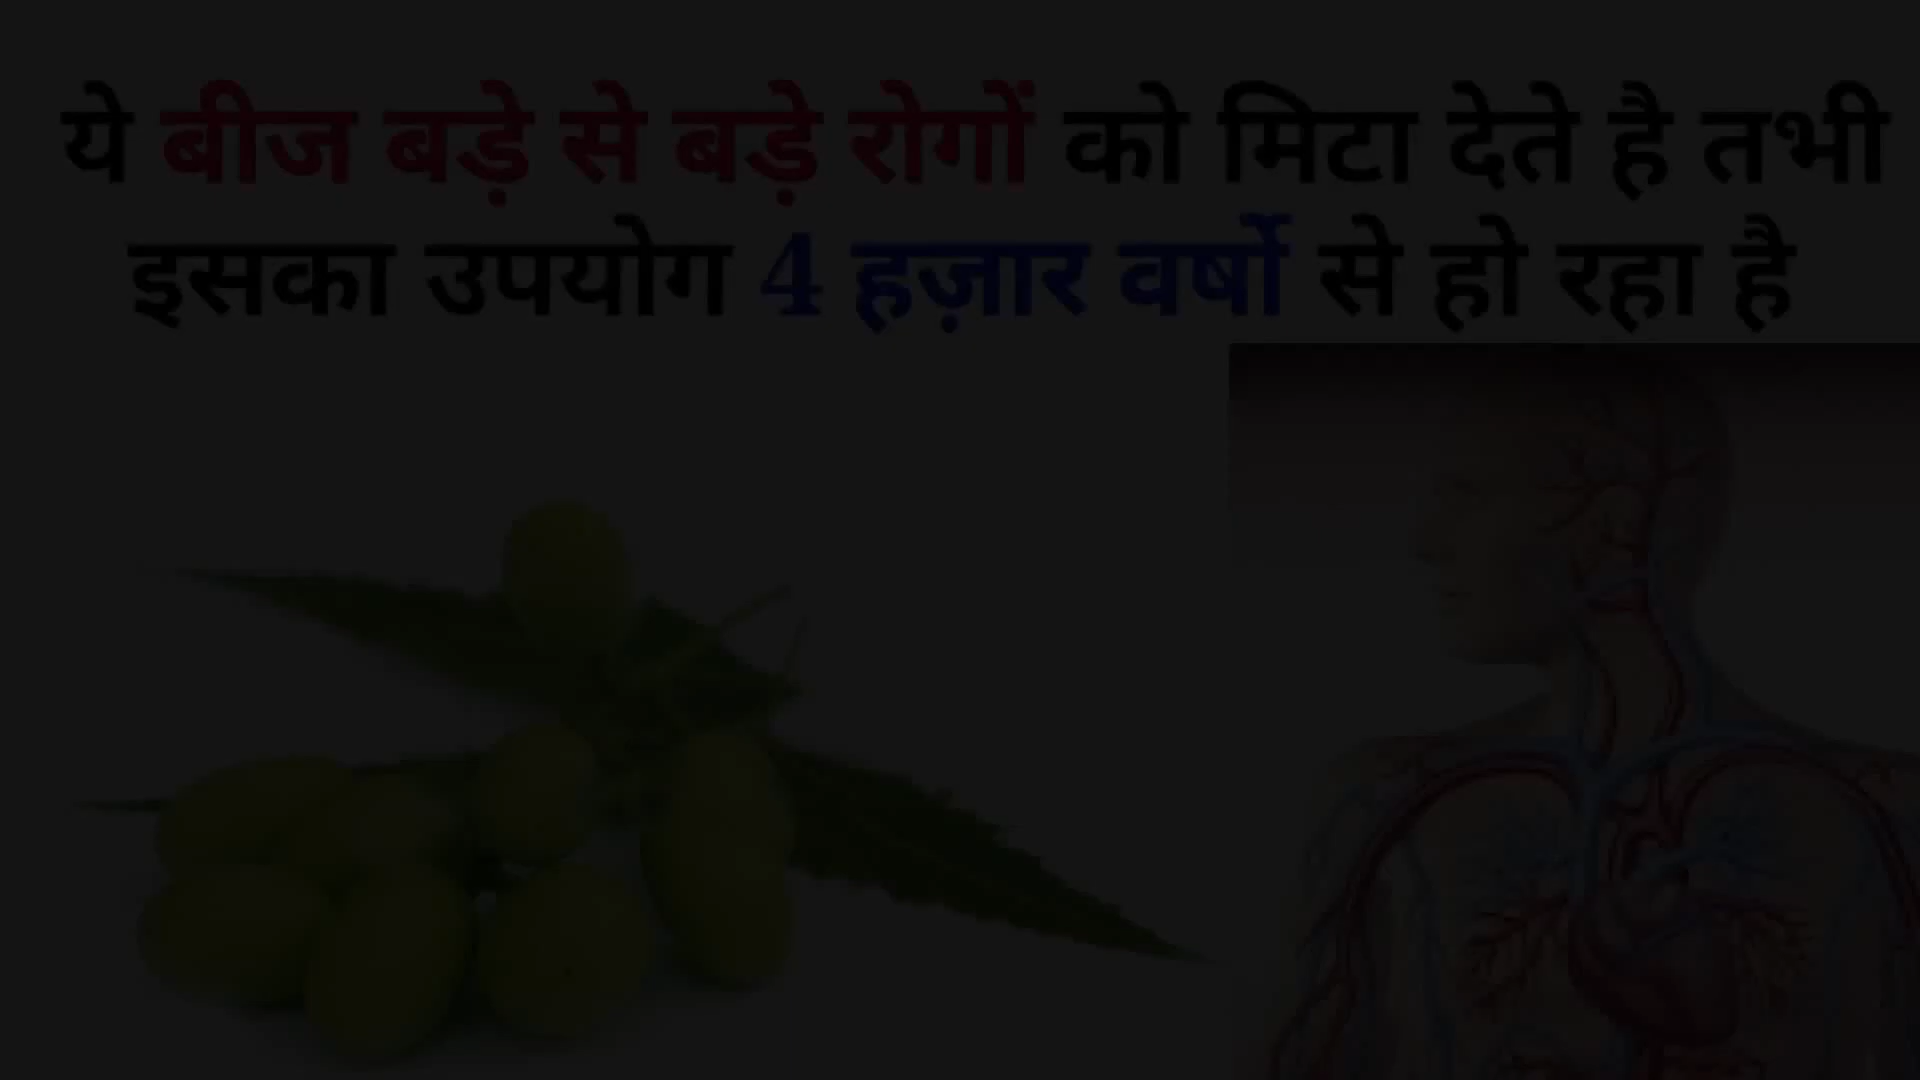 ये बीज बड़े से बड़े रोगों को मिटा देते है तभी
इसका उपयोग 4 हज़ार वर्षो से हो रहा है